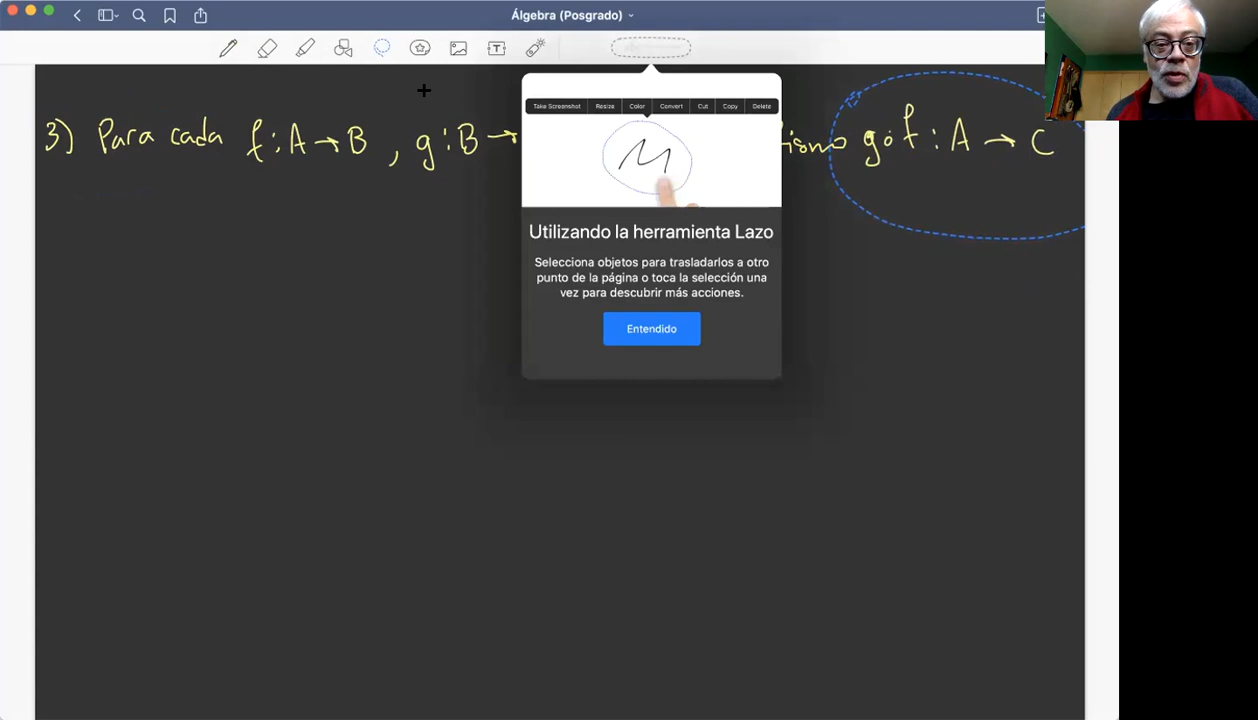 Álgebra (Posgrado)
Take Screenshot Resize Color Convert Cut Copy Delete
3) Para cada f : A → B , g : B → g∘f : A → C
Utilizando la herramienta Lazo
Selecciona objetos para trasladarlos a otro
punto de la página o toca la selección una
vez para descubrir más acciones.
Entendido